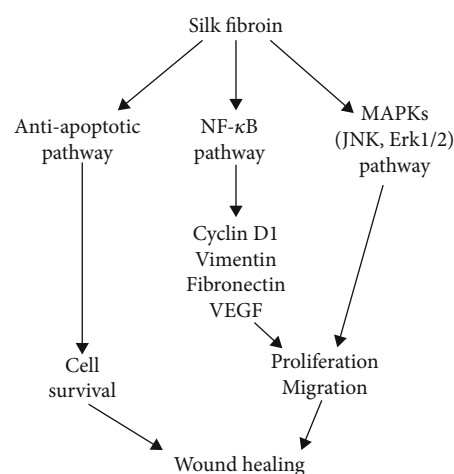 Silk fibroin
Anti-apoptotic
pathway
NF-κB
pathway
MAPKs
(JNK, Erk1/2)
pathway
Cyclin D1
Vimentin
Fibronectin
VEGF
Cell
survival
Proliferation
Migration
Wound healing